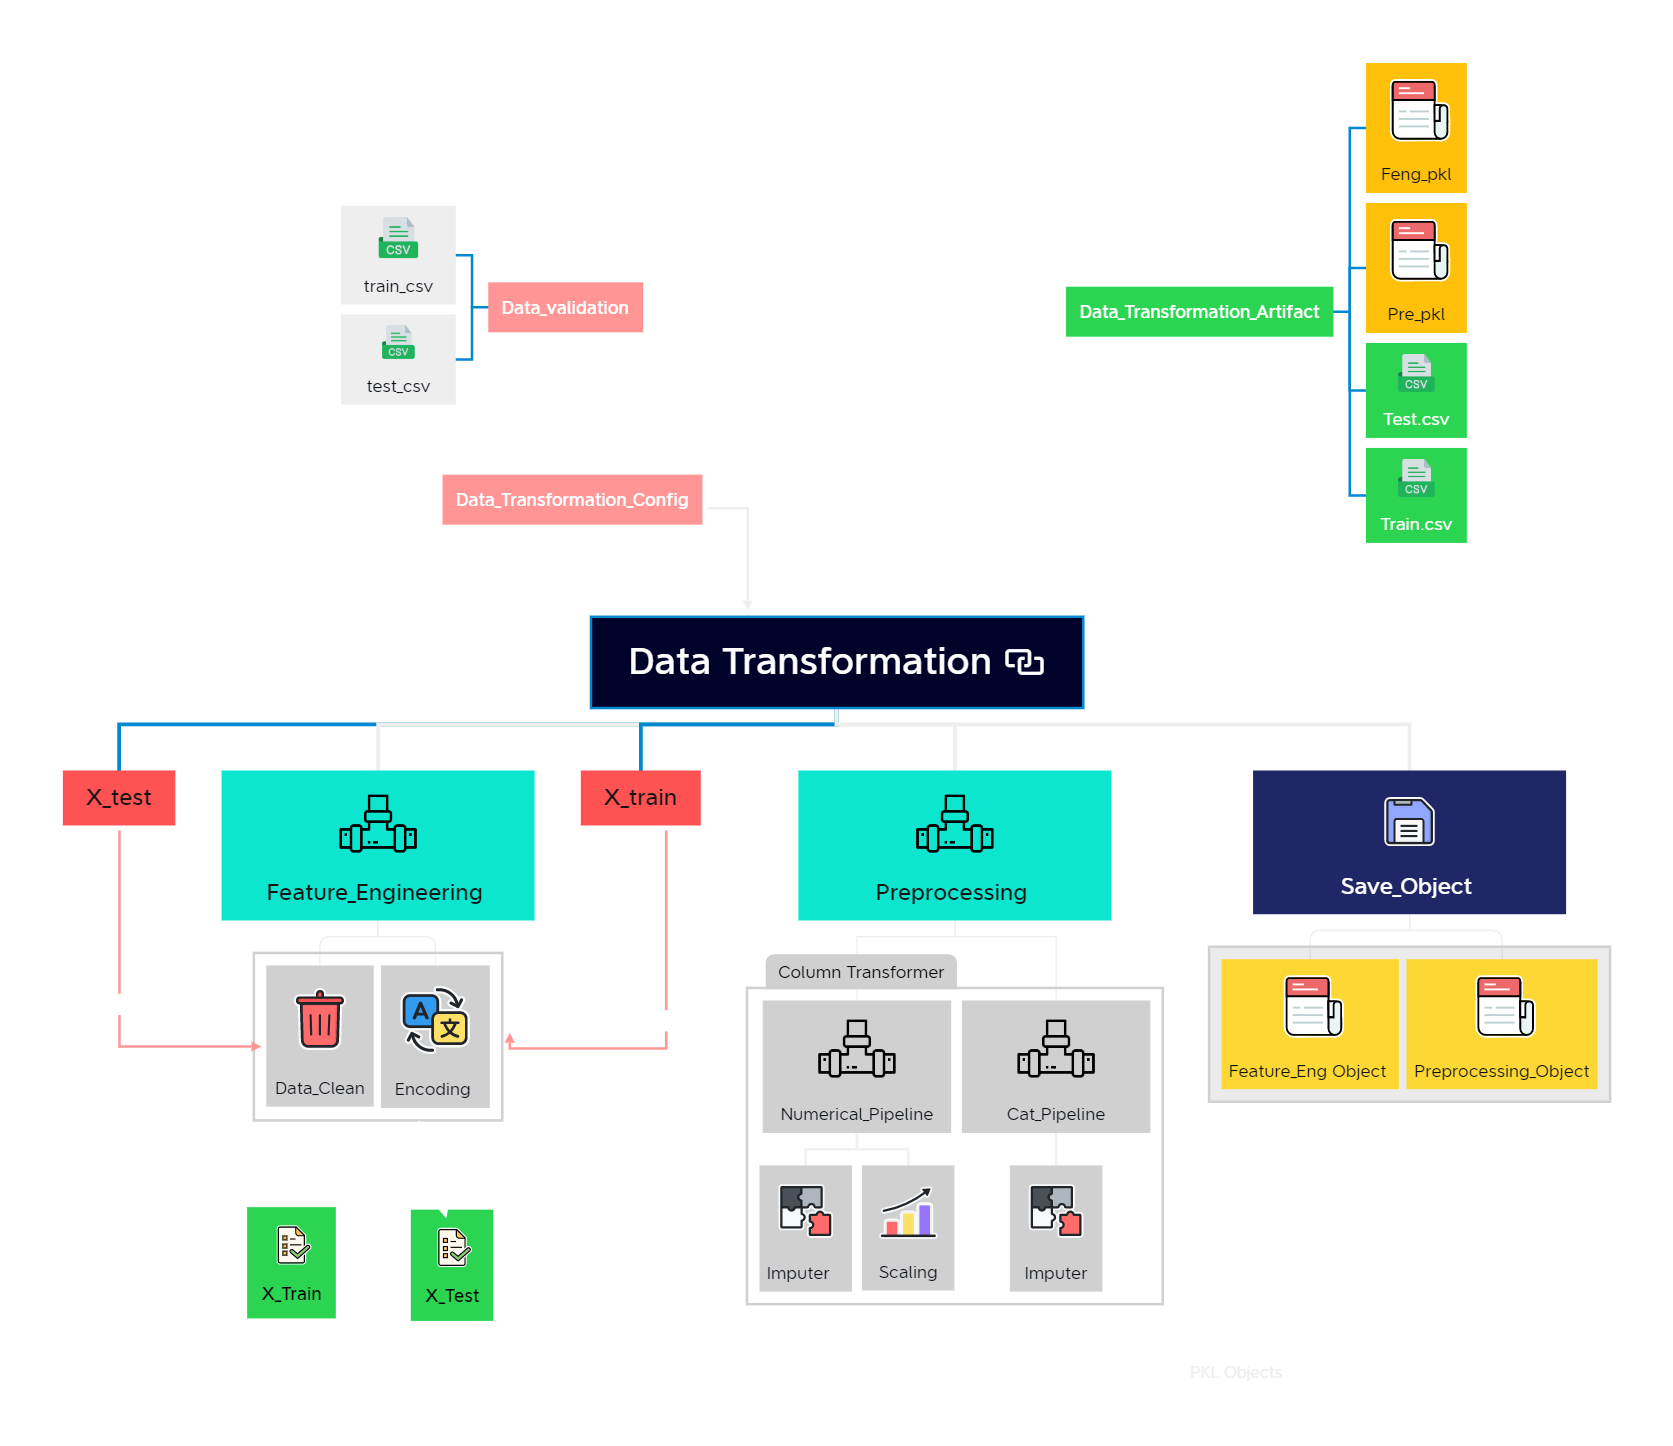 Feng_pkl
CSV
train_csv
CSV
test_csv
Data_validation
Pre_pkl
Data_Transformation_Artifact
CSV
Test.csv
CSV
Train.csv
Data_Transformation_Config
Data Transformation
X_test
Feature_Engineering
X_train
Preprocessing
Save_Object
Column Transformer
A
文
Data_Clean
Encoding
Numerical_Pipeline
Cat_Pipeline
Feature_Eng Object
Preprocessing_Object
Imputer
Scaling
Imputer
X_Train
X_Test
PKL Objects